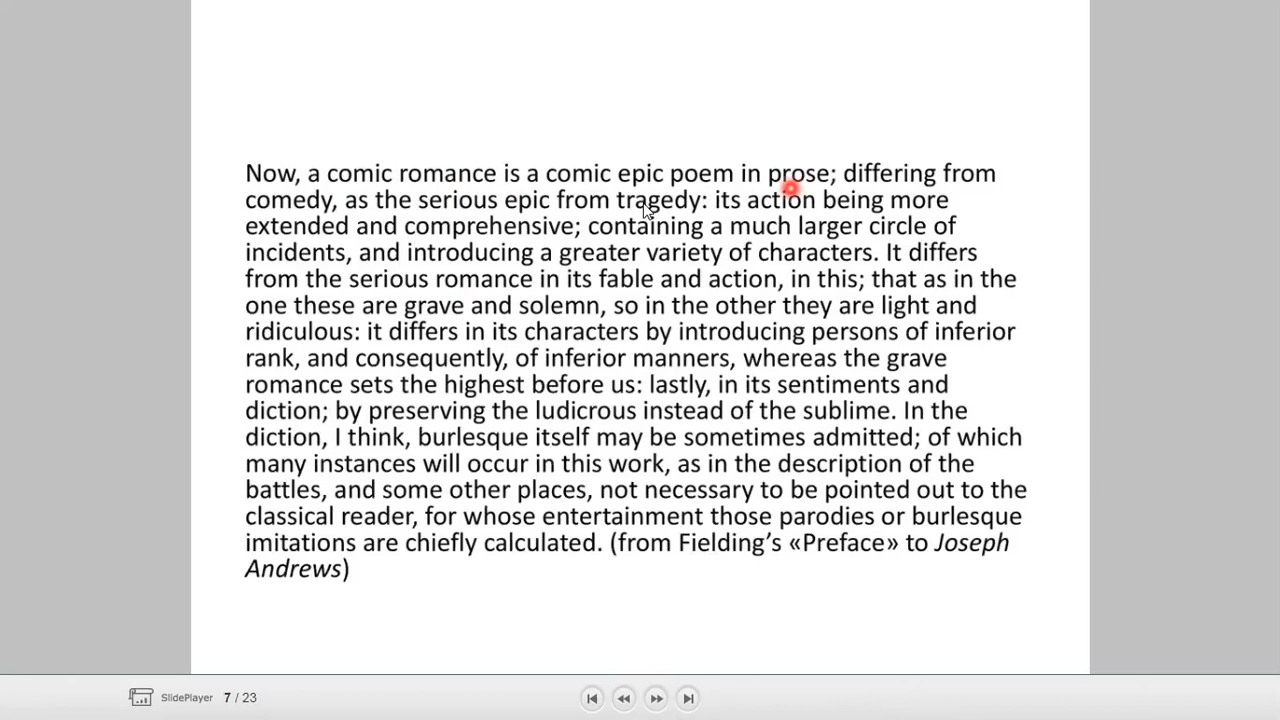 Now, a comic romance is a comic epic poem in prose; differing from
comedy, as the serious epic from tragedy: its action being more
extended and comprehensive; containing a much larger circle of
incidents, and introducing a greater variety of characters. It differs
from the serious romance in its fable and action, in this; that as in the
one these are grave and solemn, so in the other they are light and
ridiculous: it differs in its characters by introducing persons of inferior
rank, and consequently, of inferior manners, whereas the grave
romance sets the highest before us: lastly, in its sentiments and
diction; by preserving the ludicrous instead of the sublime. In the
diction, I think, burlesque itself may be sometimes admitted; of which
many instances will occur in this work, as in the description of the
battles, and some other places, not necessary to be pointed out to the
classical reader, for whose entertainment those parodies or burlesque
imitations are chiefly calculated. (from Fielding’s «Preface» to Joseph
Andrews)
SlidePlayer 7 / 23